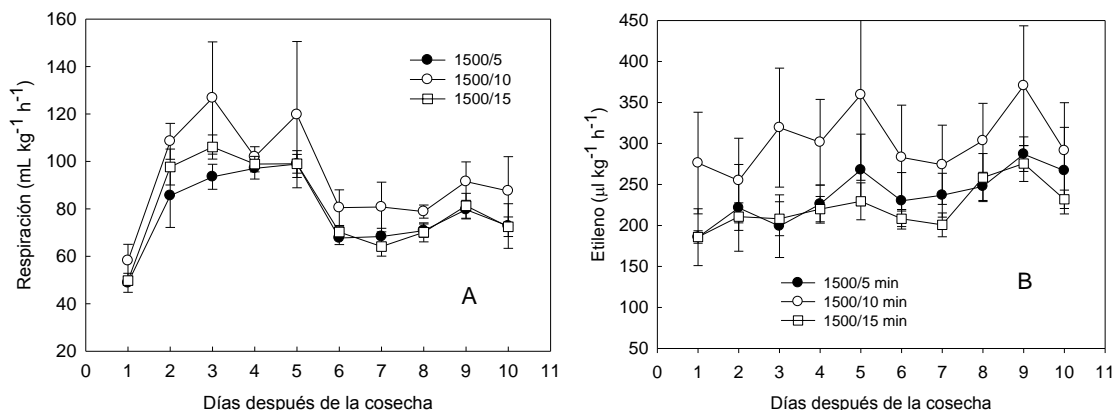 160
140
120
100
80
60
40
20
Respiración (mL kg⁻¹ h⁻¹)
1500/5
1500/10
1500/15
A
0 1 2 3 4 5 6 7 8 9 10 11
Días después de la cosecha
450
400
350
300
250
200
150
100
50
Etileno (µl kg⁻¹ h⁻¹)
1500/5 min
1500/10 min
1500/15 min
B
0 1 2 3 4 5 6 7 8 9 10 11
Días después de la cosecha